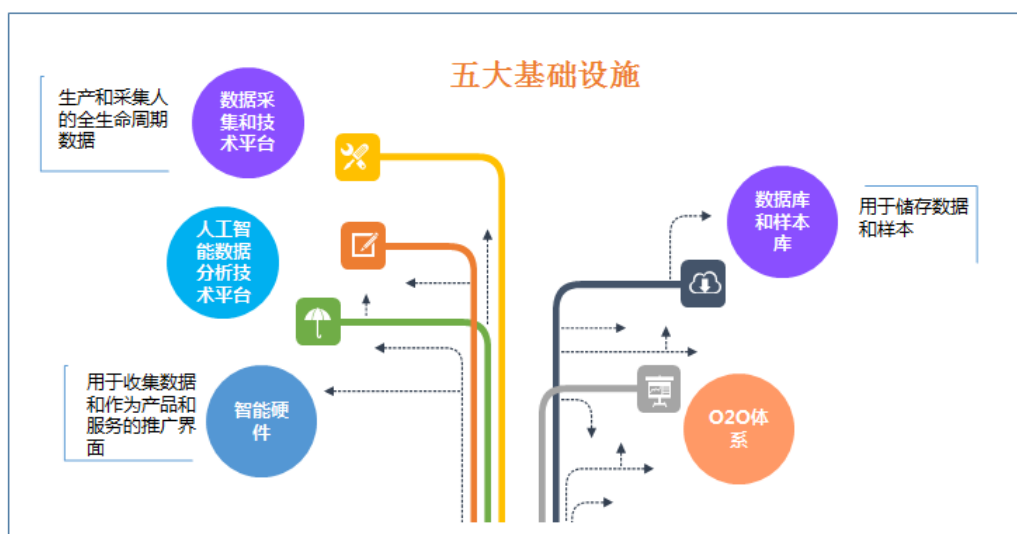 五大基础设施
生产和采集人
的全生命周期
数据
数据采
集和技
术平台
人工智
能数据
分析技
术平台
用于收集数据
和作为产品和
服务的推广界
面
智能硬
件
数据库
和样本
库
用于储存数据
和样本
O2O体
系